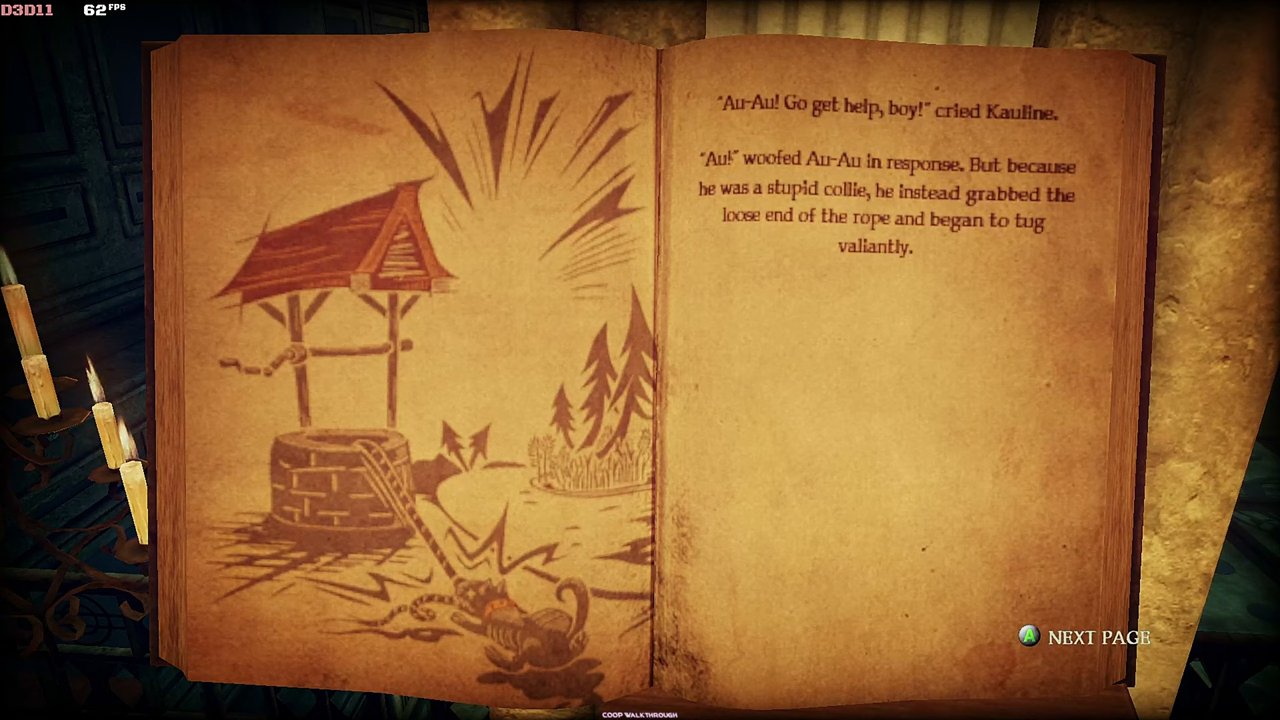 D3D11 62 FPS
"Au-Au! Go get help, boy!" cried Kauline.
"Au!" woofed Au-Au in response. But because
he was a stupid collie, he instead grabbed the
loose end of the rope and began to tug
valiantly.
A NEXT PAGE
COOP WALKTHROUGH